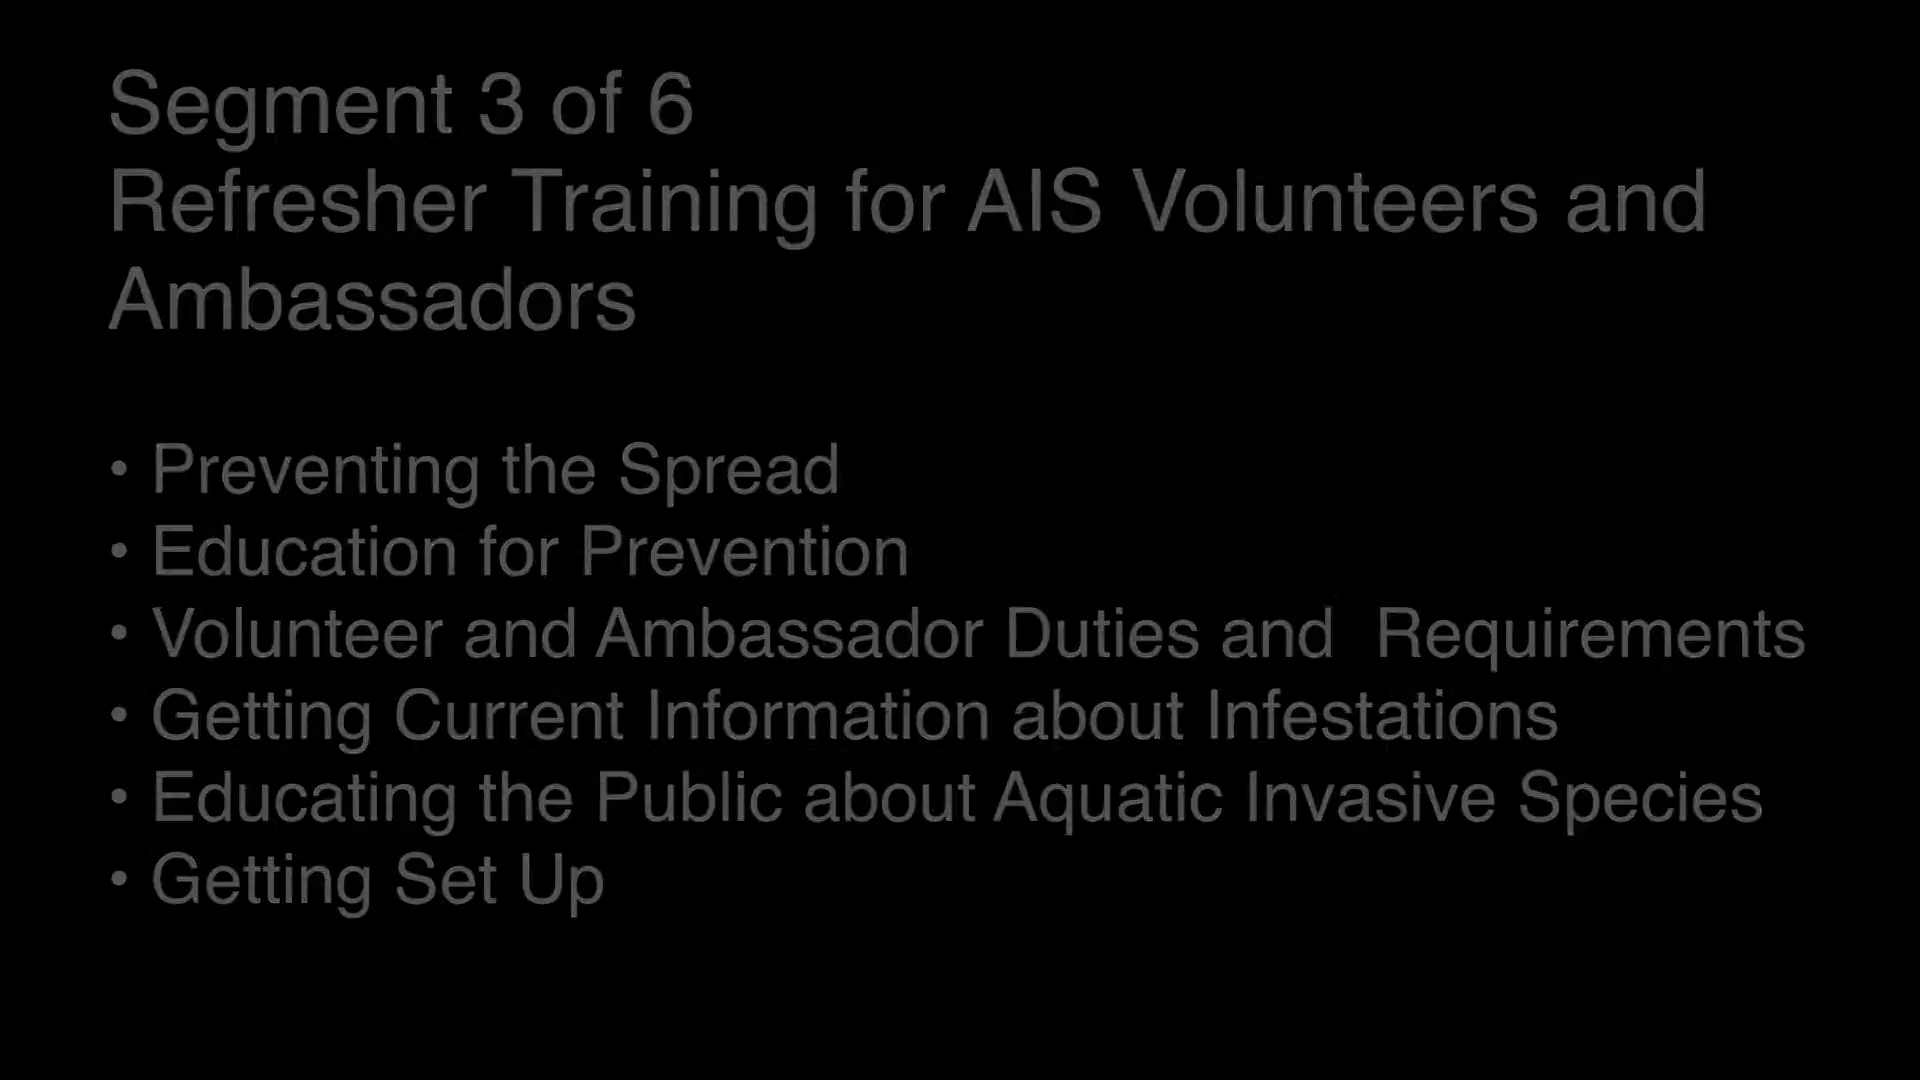 Segment 3 of 6
Refresher Training for AIS Volunteers and
Ambassadors
• Preventing the Spread
• Education for Prevention
• Volunteer and Ambassador Duties and  Requirements
• Getting Current Information about Infestations
• Educating the Public about Aquatic Invasive Species
• Getting Set Up